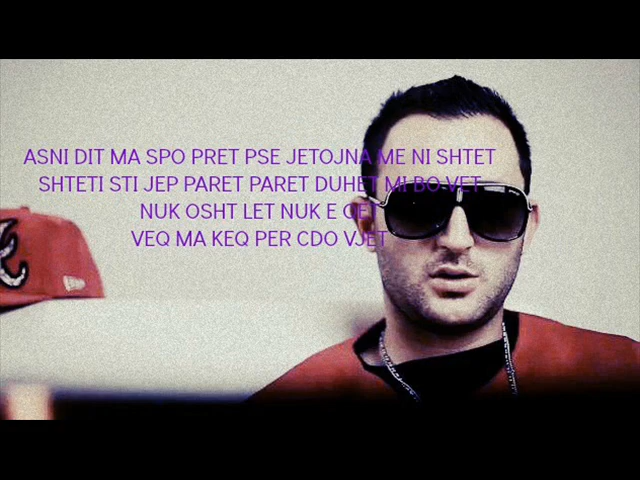 ASNI DIT MA SPO PRET PSE JETOJNA ME NI SHTET
SHTETI STI JEP PARET PARET DUHET MI BO VET
NUK OSHT LET NUK E QET
VEQ MA KEQ PER CDO VJET